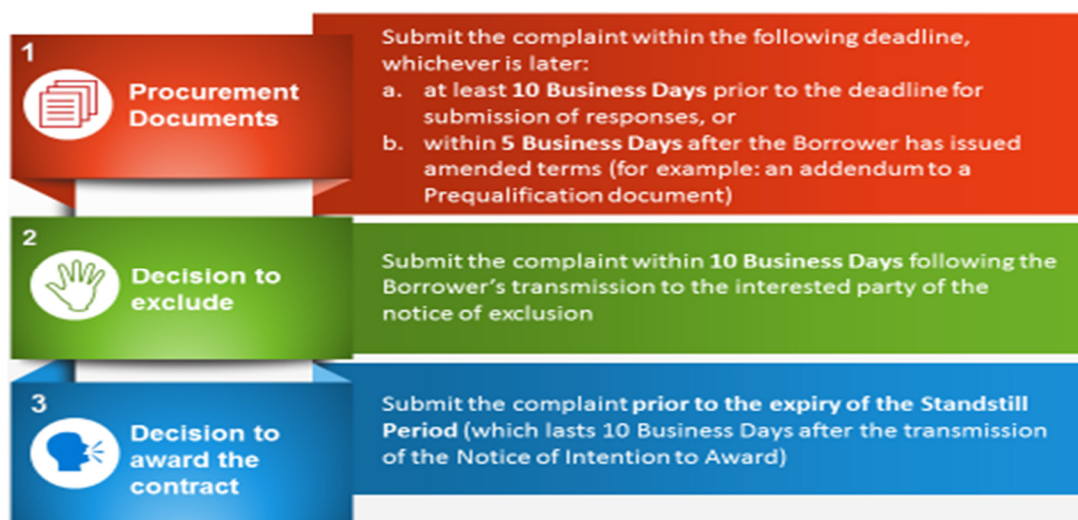 1
Procurement
Documents
Submit the complaint within the following deadline,
whichever is later:
a. at least 10 Business Days prior to the deadline for
submission of responses, or
b. within 5 Business Days after the Borrower has issued
amended terms (for example: an addendum to a
Prequalification document)
2
Decision to
exclude
Submit the complaint within 10 Business Days following the
Borrower's transmission to the interested party of the
notice of exclusion
3
Decision to
award the
contract
Submit the complaint prior to the expiry of the Standstill
Period (which lasts 10 Business Days after the transmission
of the Notice of Intention to Award)